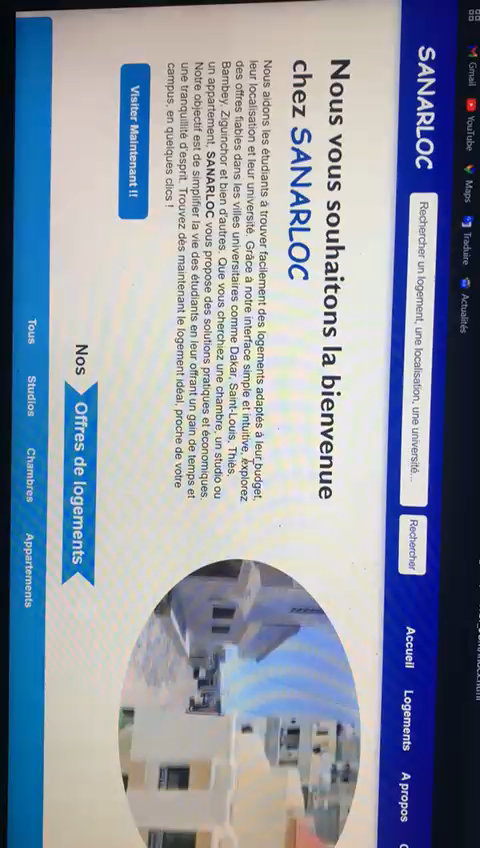 Gmail YouTube Maps Traduire Actualités
SANARLOC
Rechercher un logement, une localisation, une université...
Rechercher
Accueil Logements A propos
Nous vous souhaitons la bienvenue
chez SANARLOC
Nous aidons les étudiants à trouver facilement des logements adaptés à leur budget,
leur localisation et leur université. Grâce à notre interface simple et intuitive, explorez
des offres fiables dans les villes universitaires comme Dakar, Saint-Louis, Thiès,
Bambey, Ziguinchor et bien d'autres. Que vous cherchiez une chambre, un studio ou
un appartement, SANARLOC vous propose des solutions pratiques et économiques.
Notre objectif est de simplifier la vie des étudiants en leur offrant un gain de temps et
une tranquillité d'esprit. Trouvez dès maintenant le logement idéal, proche de votre
campus, en quelques clics !
Visiter Maintenant !!
Nos Offres de logements
Tous Studios Chambres Appartements